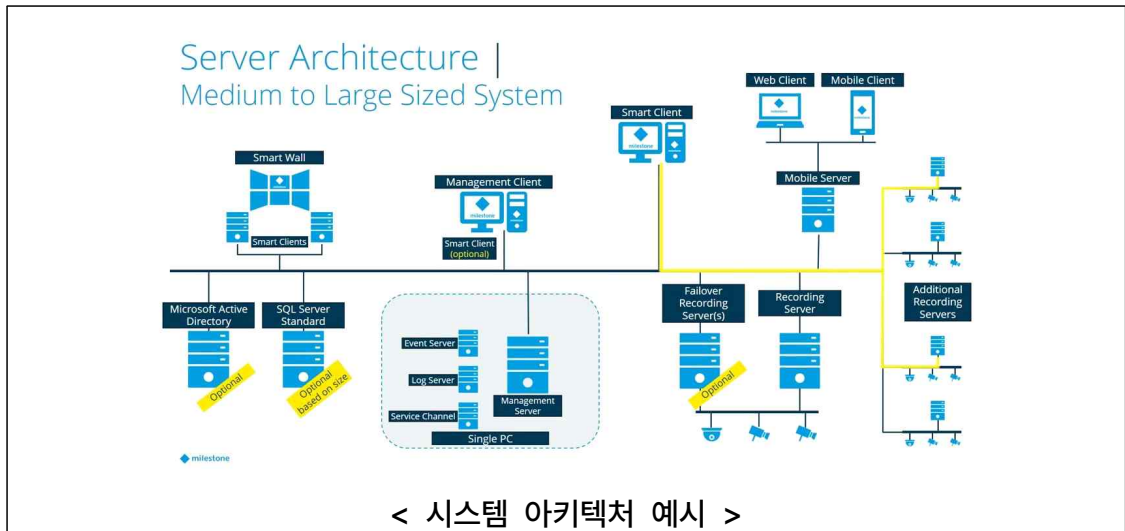 Server Architecture |
Medium to Large Sized System
Web Client
Mobile Client
Smart Client
milestone
Smart Wall
Management Client
milestone
Mobile Server
Smart Clients
Smart Client
(optional)
Microsoft Active
Directory
SQL Server
Standard
Failover
Recording
Server(s)
Recording
Server
Additional
Recording
Servers
Event Server
Log Server
Service Channel
Management
Server
Single PC
Optional
Optional
based on size
Optional
milestone
< 시스템 아키텍처 예시 >